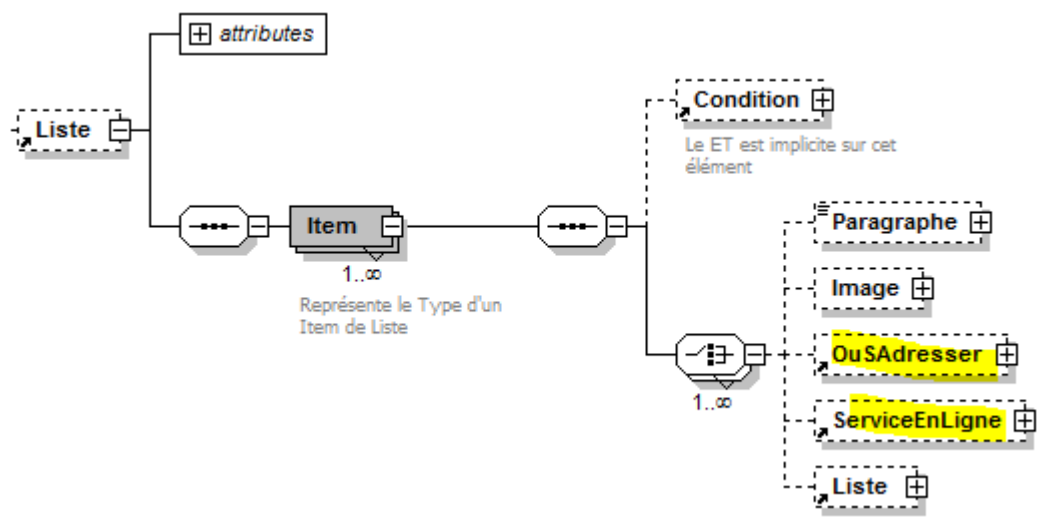 attributes
Liste
Condition
Le ET est implicite sur cet
élément
Item
1..∞
Représente le Type d'un
Item de Liste
Paragraphe
Image
OuSAdresser
1..∞
ServiceEnLigne
Liste